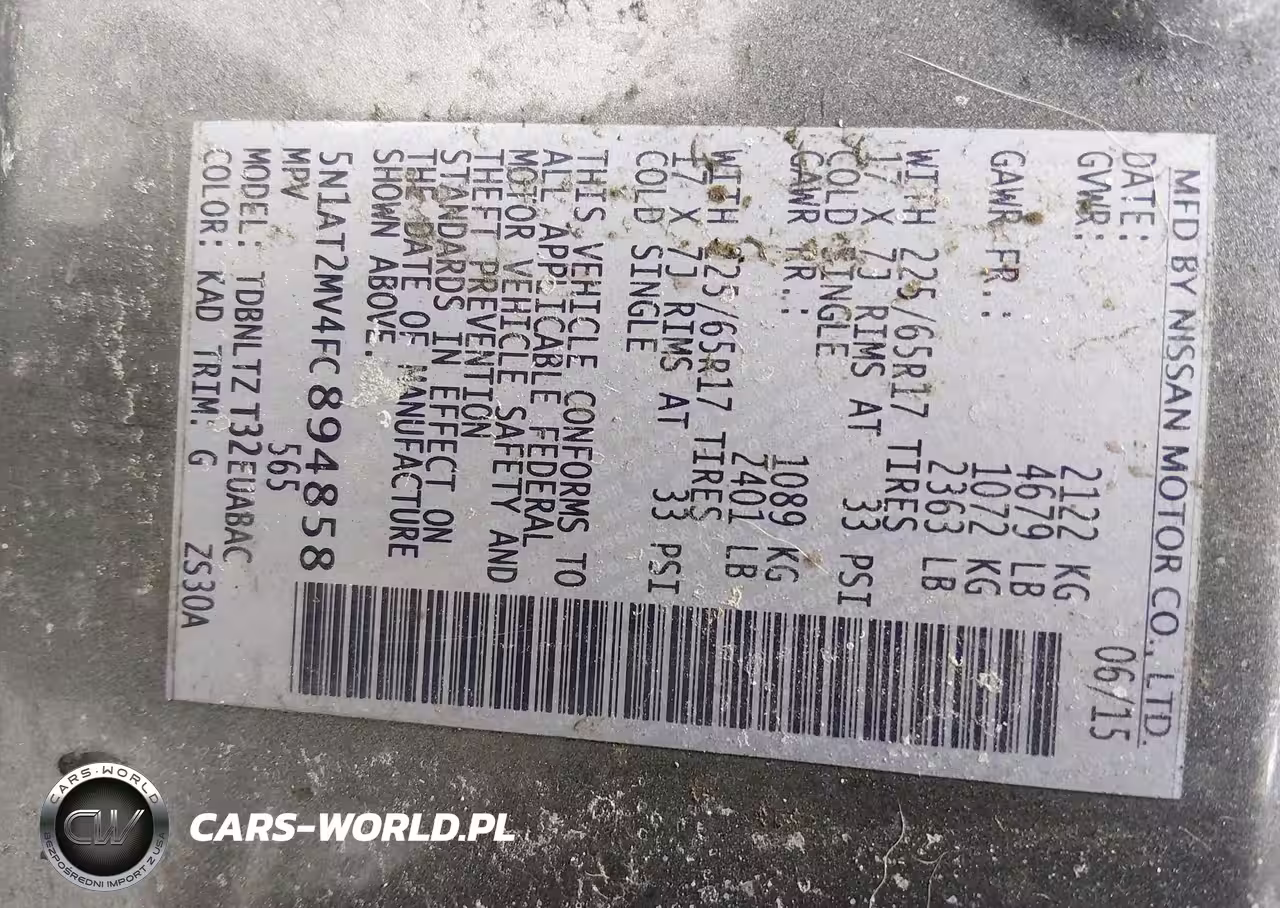 MFD BY NISSAN MOTOR CO., LTD.
DATE: 06/15
GVWR: 2122 KG
4679 LB
GAWR FR.: 1072 KG
2363 LB
WITH 225/65R17 TIRES
17 X 7J RIMS AT 33 PSI
COLD SINGLE
GAWR RR.: 1089 KG
2401 LB
WITH 225/65R17 TIRES
17 X 7J RIMS AT 33 PSI
COLD SINGLE
THIS VEHICLE CONFORMS TO
ALL APPLICABLE FEDERAL
MOTOR VEHICLE SAFETY AND
THEFT PREVENTION
STANDARDS IN EFFECT ON
THE DATE OF MANUFACTURE
SHOWN ABOVE.
5N1AT2MV4FC894858
MPV 565
MODEL: TDBNLTZ T32EUABAC
COLOR: KAD TRIM: G ZS30A
CARS-WORLD
CW
BEZPOŚREDNI IMPORT Z USA
CARS-WORLD.PL